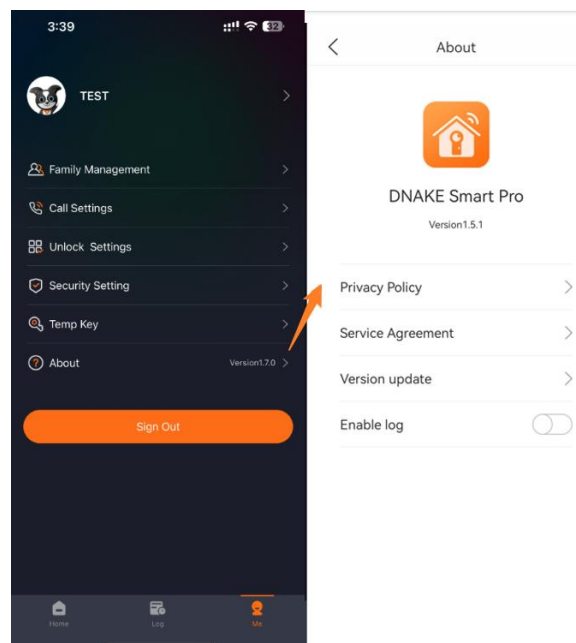 3:39
32
TEST
Family Management
Call Settings
Unlock Settings
Security Setting
Temp Key
About Version1.7.0
Sign Out
Home Log Me
About
DNAKE Smart Pro
Version1.5.1
Privacy Policy
Service Agreement
Version update
Enable log